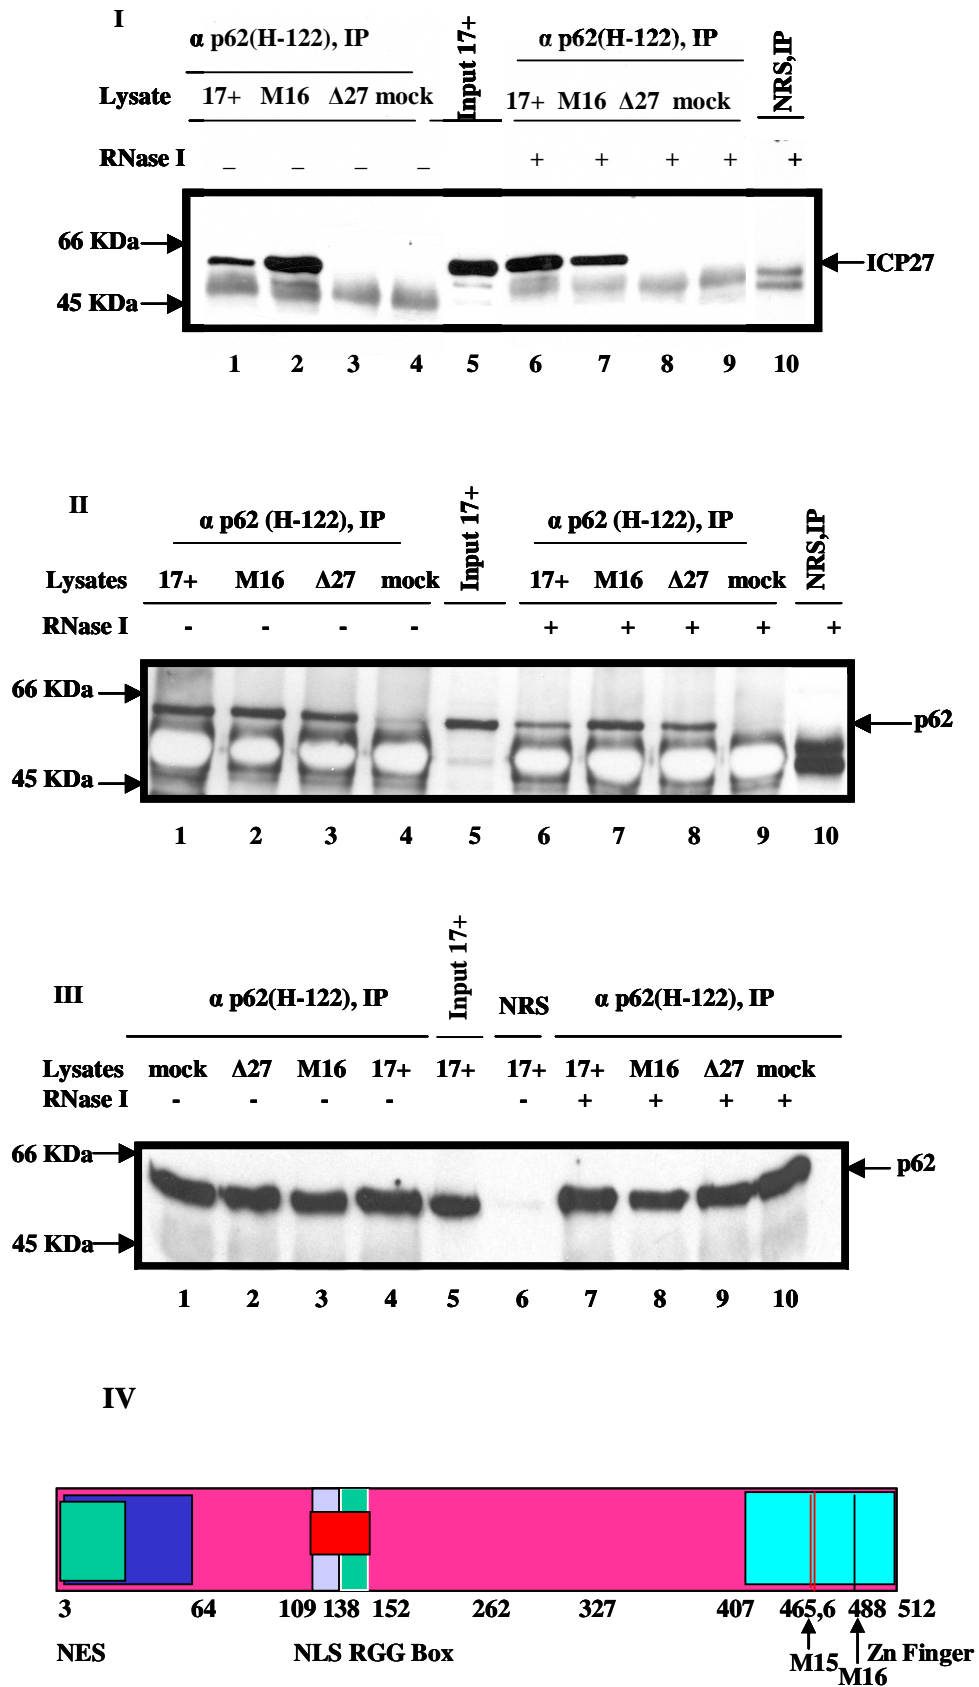 I
α p62(H-122), IP
Input 17+
α p62(H-122), IP
NRS,IP
Lysate 17+ M16 Δ27 mock 17+ M16 Δ27 mock
RNase I _ _ _ _ + + + + +
66 KDa
ICP27
45 KDa
1 2 3 4 5 6 7 8 9 10
II
α p62 (H-122), IP
Input 17+
α p62 (H-122), IP
NRS,IP
Lysates 17+ M16 Δ27 mock 17+ M16 Δ27 mock
RNase I - - - - + + + + +
66 KDa
p62
45 KDa
1 2 3 4 5 6 7 8 9 10
III
α p62(H-122), IP
Input 17+
NRS
α p62(H-122), IP
Lysates mock Δ27 M16 17+ 17+ 17+ 17+ M16 Δ27 mock
RNase I - - - - - + + + +
66 KDa
p62
45 KDa
1 2 3 4 5 6 7 8 9 10
IV
3 64 109 138 152 262 327 407 465,6 488 512
NES NLS RGG Box Zn Finger
M15 M16